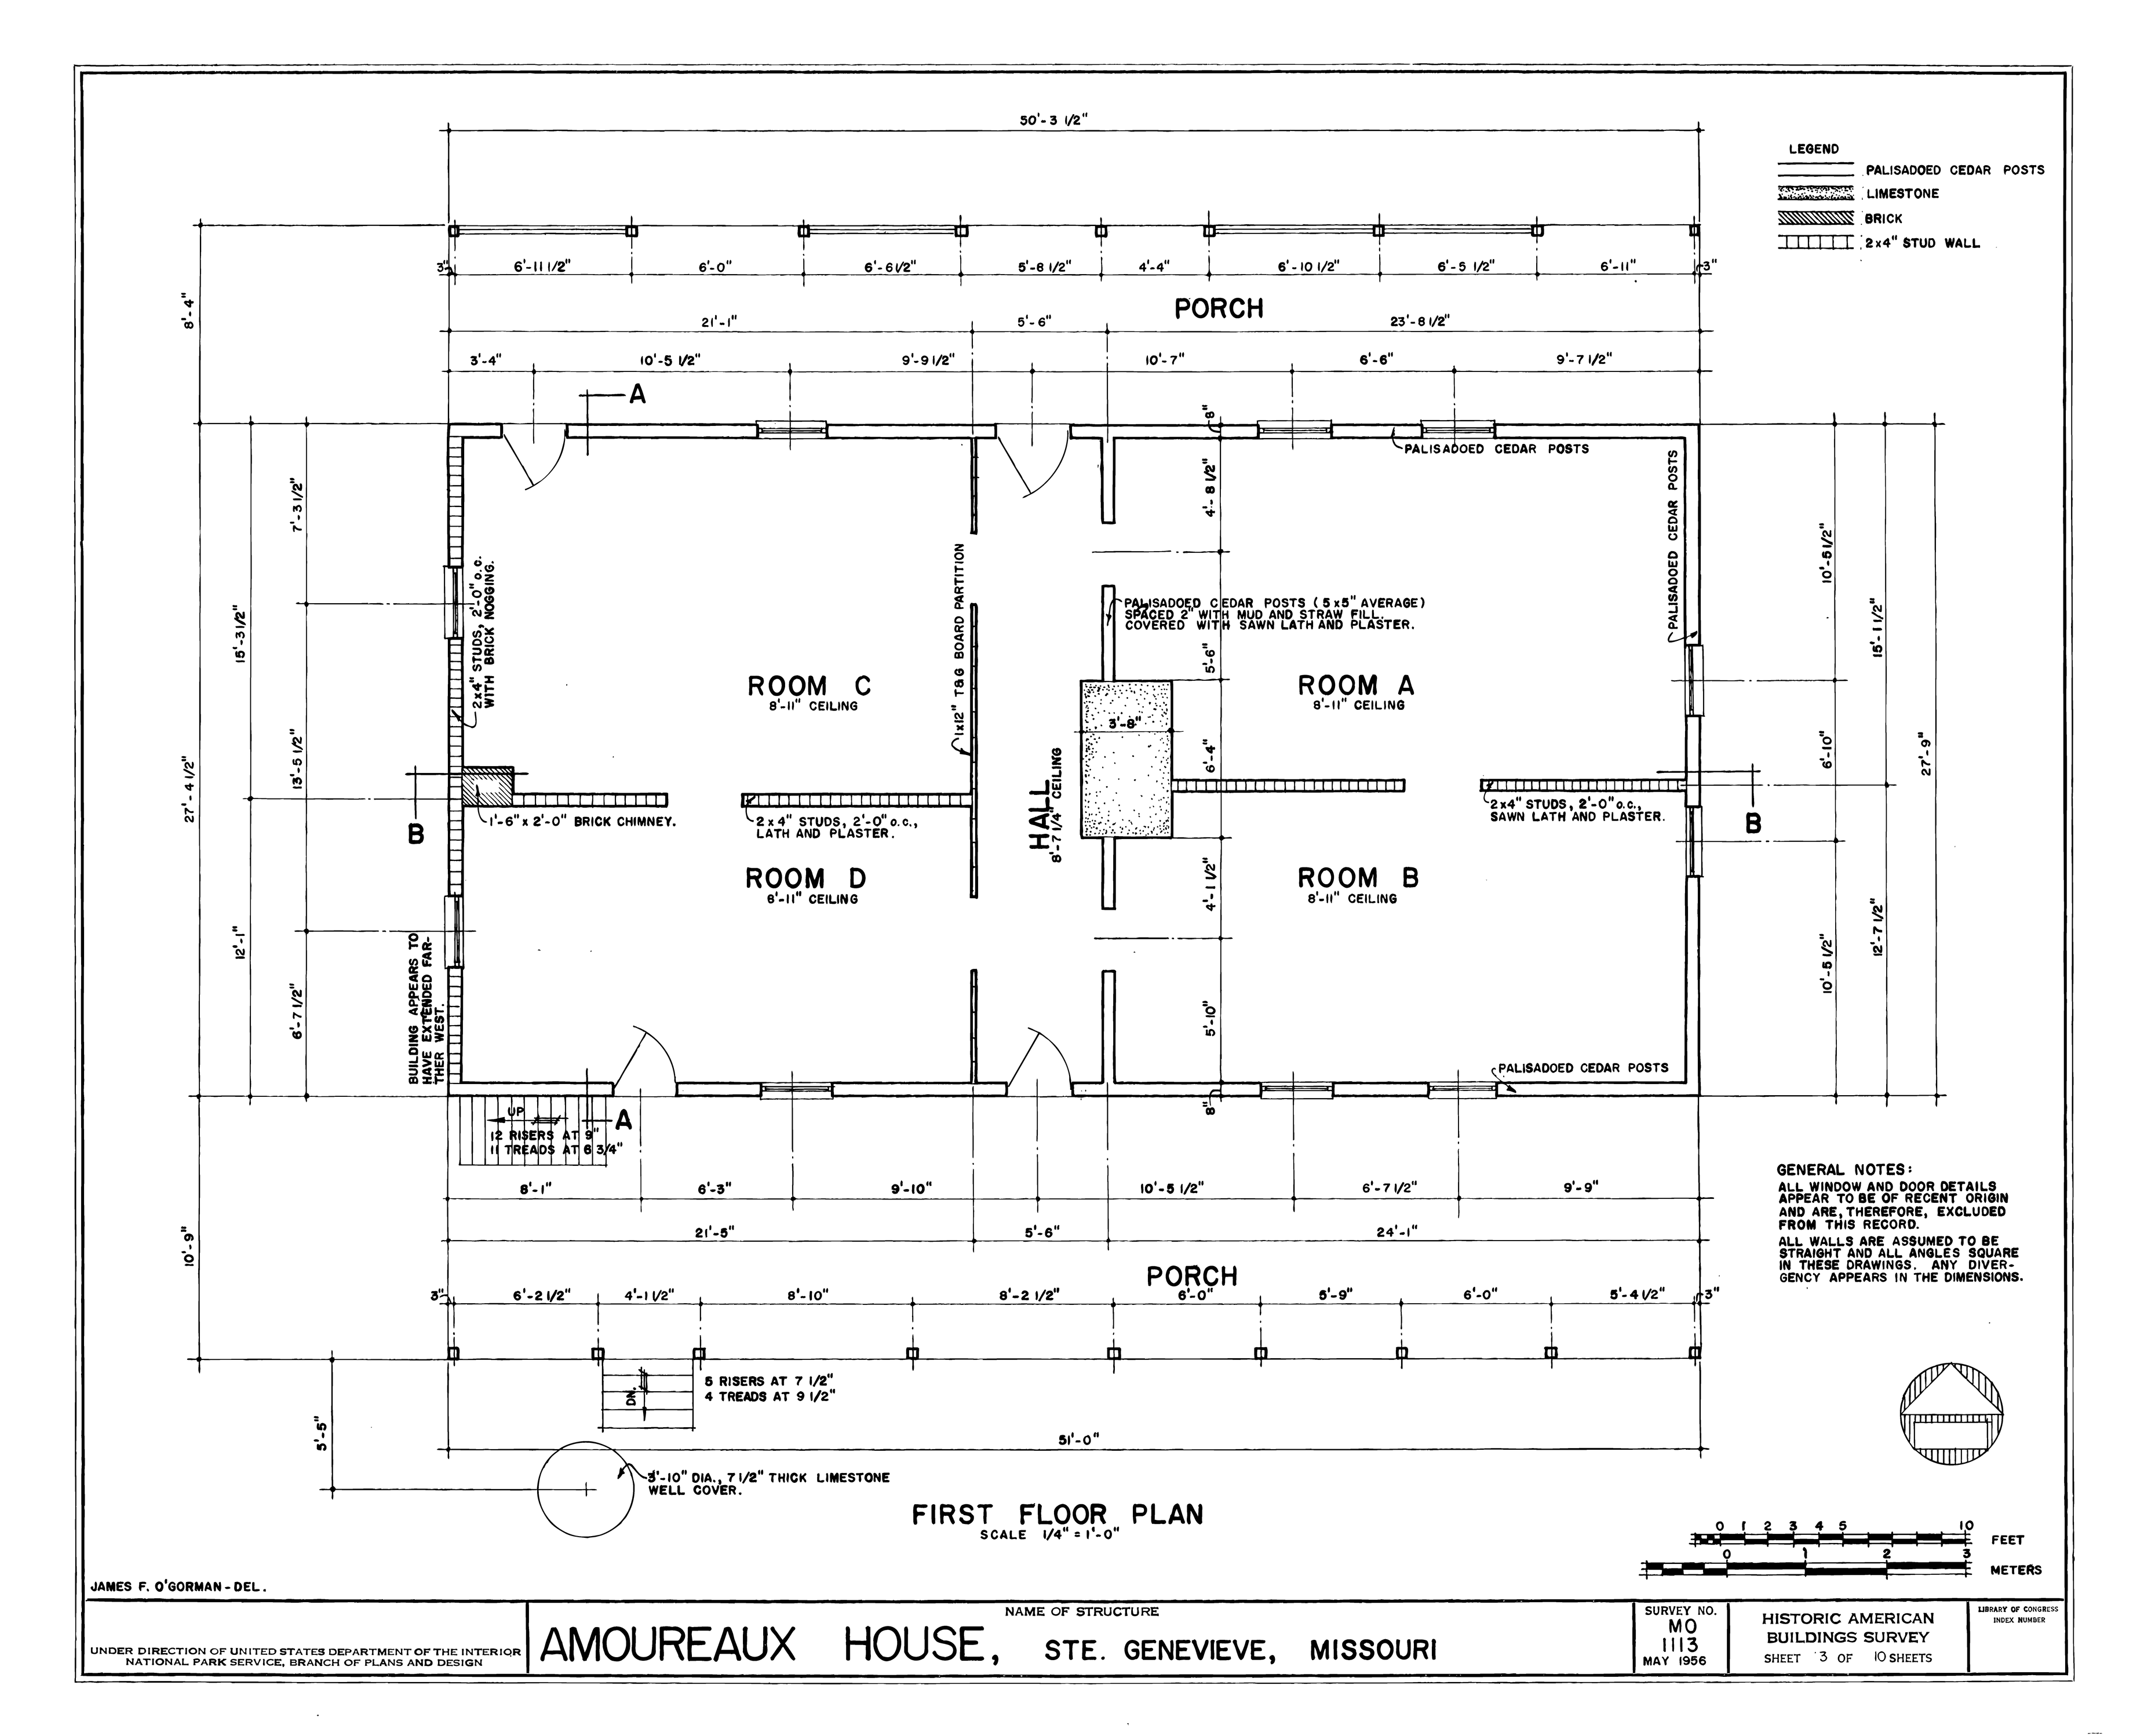 50'-3 1/2"
LEGEND
PALISADOED CEDAR POSTS
LIMESTONE
BRICK
2x4" STUD WALL
3" 6'-11 1/2" 6'-0" 6'-6 1/2" 5'-8 1/2" 4'-4" 6'-10 1/2" 6'-5 1/2" 6'-11" 3"
8'-4"
PORCH
21'-1" 5'-6" 23'-8 1/2"
3'-4" 10'-5 1/2" 9'-9 1/2" 10'-7" 6'-6" 9'-7 1/2"
A
8"
PALISADOED CEDAR POSTS
PALISADOED CEDAR POSTS
7'-3 1/2"
4'-8 1/2"
10'-5 1/2"
2x4" STUDS, 2'-0" o.c.
WITH BRICK NOGGING.
1x12" T&G BOARD PARTITION
PALISADOED CEDAR POSTS (5x5" AVERAGE)
SPACED 2" WITH MUD AND STRAW FILL.
COVERED WITH SAWN LATH AND PLASTER.
15'-3 1/2"
5'-6"
15'-1 1/2"
ROOM C
8'-11" CEILING
ROOM A
8'-11" CEILING
3'-8"
27'-4 1/2"
13'-5 1/2"
6'-4"
6'-10"
27'-9"
HALL
8'-7 1/4" CEILING
B
1'-6" x 2'-0" BRICK CHIMNEY.
2x4" STUDS, 2'-0" o.c.,
LATH AND PLASTER.
2x4" STUDS, 2'-0" o.c.,
SAWN LATH AND PLASTER.
B
ROOM D
8'-11" CEILING
ROOM B
8'-11" CEILING
4'-1 1/2"
12'-1"
12'-7 1/2"
10'-5 1/2"
BUILDING APPEARS TO
HAVE EXTENDED FAR-
THER WEST.
6'-7 1/2"
5'-10"
PALISADOED CEDAR POSTS
8"
UP
A
12 RISERS AT 9"
11 TREADS AT 8 3/4"
8'-1" 6'-3" 9'-10" 10'-5 1/2" 6'-7 1/2" 9'-9"
21'-5" 5'-6" 24'-1"
10'-9"
PORCH
3" 6'-2 1/2" 4'-1 1/2" 8'-10" 8'-2 1/2" 6'-0" 5'-9" 6'-0" 5'-4 1/2" 3"
GENERAL NOTES:
ALL WINDOW AND DOOR DETAILS
APPEAR TO BE OF RECENT ORIGIN
AND ARE, THEREFORE, EXCLUDED
FROM THIS RECORD.
ALL WALLS ARE ASSUMED TO BE
STRAIGHT AND ALL ANGLES SQUARE
IN THESE DRAWINGS. ANY DIVER-
GENCY APPEARS IN THE DIMENSIONS.
DN.
5 RISERS AT 7 1/2"
4 TREADS AT 9 1/2"
5'-5"
51'-0"
3'-10" DIA., 7 1/2" THICK LIMESTONE
WELL COVER.
FIRST FLOOR PLAN
SCALE 1/4" = 1'-0"
0 1 2 3 4 5 10
FEET
0 1 2 3
METERS
JAMES F. O'GORMAN - DEL.
UNDER DIRECTION OF UNITED STATES DEPARTMENT OF THE INTERIOR
NATIONAL PARK SERVICE, BRANCH OF PLANS AND DESIGN
NAME OF STRUCTURE
AMOUREAUX HOUSE, STE. GENEVIEVE, MISSOURI
SURVEY NO.
MO
1113
MAY 1956
HISTORIC AMERICAN
BUILDINGS SURVEY
SHEET 3 OF 10 SHEETS
LIBRARY OF CONGRESS
INDEX NUMBER